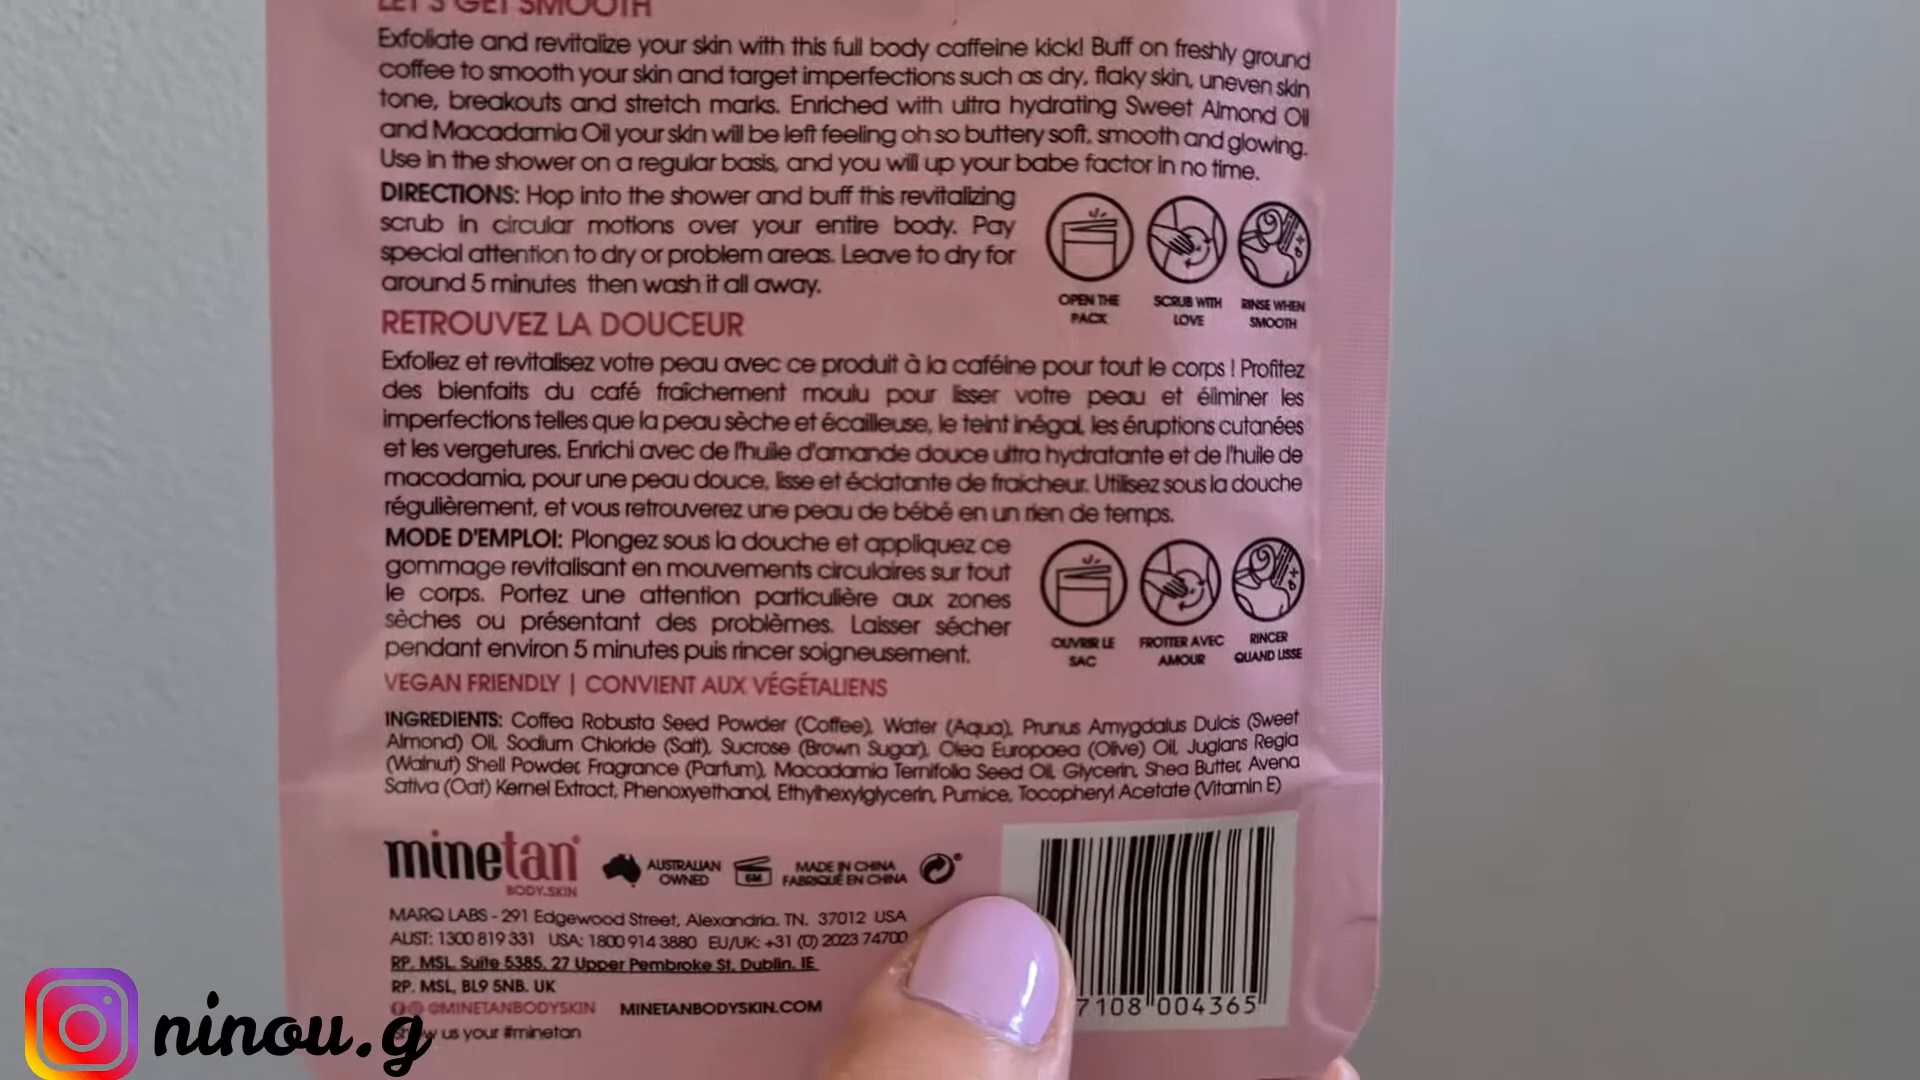 LET'S GET SMOOTH
Exfoliate and revitalize your skin with this full body caffeine kick! Buff on freshly ground
coffee to smooth your skin and target imperfections such as dry, flaky skin, uneven skin
tone, breakouts and stretch marks. Enriched with ultra hydrating Sweet Almond Oil
and Macadamia Oil your skin will be left feeling oh so buttery soft, smooth and glowing.
Use in the shower on a regular basis, and you will up your babe factor in no time.
DIRECTIONS: Hop into the shower and buff this revitalizing
scrub in circular motions over your entire body. Pay
special attention to dry or problem areas. Leave to dry for
around 5 minutes then wash it all away.
OPEN THE
PACK
SCRUB WITH
LOVE
RINSE WHEN
SMOOTH
RETROUVEZ LA DOUCEUR
Exfoliez et revitalisez votre peau avec ce produit à la caféine pour tout le corps ! Profitez
des bienfaits du café fraîchement moulu pour lisser votre peau et éliminer les
imperfections telles que la peau sèche et écailleuse, le teint inégal, les éruptions cutanées
et les vergetures. Enrichi avec de l'huile d'amande douce ultra hydratante et de l'huile de
macadamia, pour une peau douce, lisse et éclatante de fraicheur. Utilisez sous la douche
régulièrement, et vous retrouverez une peau de bébé en un rien de temps.
MODE D'EMPLOI: Plongez sous la douche et appliquez ce
gommage revitalisant en mouvements circulaires sur tout
le corps. Portez une attention particulière aux zones
sèches ou présentant des problèmes. Laisser sécher
pendant environ 5 minutes puis rincer soigneusement.
OUVRIR LE
SAC
FROTTER AVEC
AMOUR
RINCER
QUAND LISSE
VEGAN FRIENDLY | CONVIENT AUX VÉGÉTALIENS
INGREDIENTS: Coffea Robusta Seed Powder (Coffee), Water (Aqua), Prunus Amygdalus Dulcis (Sweet
Almond) Oil, Sodium Chloride (Salt), Sucrose (Brown Sugar), Olea Europaea (Olive) Oil, Juglans Regia
(Walnut) Shell Powder, Fragrance (Parfum), Macadamia Ternifolia Seed Oil, Glycerin, Shea Butter, Avena
Sativa (Oat) Kernel Extract, Phenoxyethanol, Ethylhexylglycerin, Pumice, Tocopheryl Acetate (Vitamin E)
minetan®
BODY.SKIN
AUSTRALIAN
OWNED
6M
MADE IN CHINA
FABRIQUÉ EN CHINA
MARQ LABS - 291 Edgewood Street, Alexandria. TN. 37012 USA
AUST: 1300 819 331 USA: 1800 914 3880 EU/UK: +31 (0) 2023 74700
RP. MSL. Suite 5385, 27 Upper Pembroke St, Dublin. IE
RP. MSL, BL9 5NB. UK
@MINETANBODYSKIN MINETANBODYSKIN.COM
us your #minetan
7108 004365
ninou.g